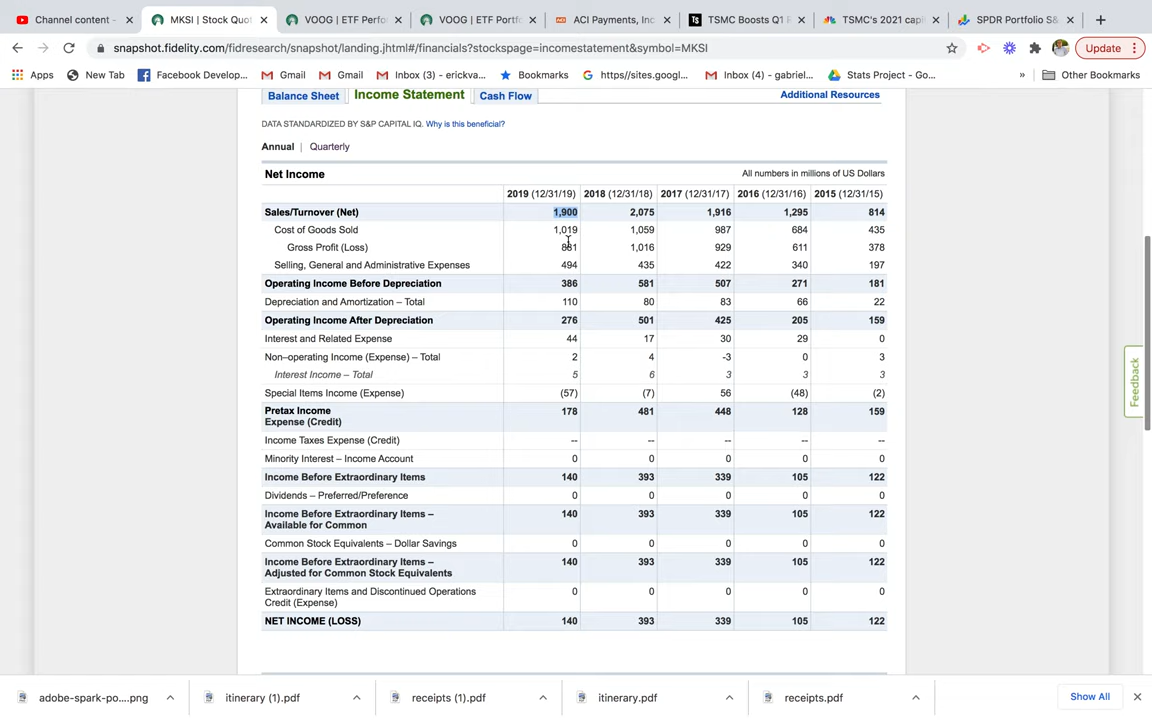 Channel content -
MKSI | Stock Quot
VOOG | ETF Perfo
VOOG | ETF Portfo
ACI Payments, Inc
TSMC Boosts Q1 R
TSMC's 2021 capi
SPDR Portfolio S&
snapshot.fidelity.com/fidresearch/snapshot/landing.jhtml#/financials?stockspage=incomestatement&symbol=MKSI
Update
Apps New Tab Facebook Develop... Gmail Gmail Inbox (3) - erickva... Bookmarks https//sites.googl... Inbox (4) - gabriel... Stats Project - Go... » Other Bookmarks
Balance Sheet Income Statement Cash Flow Additional Resources
DATA STANDARDIZED BY S&P CAPITAL IQ. Why is this beneficial?
Annual | Quarterly
Net Income All numbers in millions of US Dollars
2019 (12/31/19) 2018 (12/31/18) 2017 (12/31/17) 2016 (12/31/16) 2015 (12/31/15)
Sales/Turnover (Net) 1,900 2,075 1,916 1,295 814
Cost of Goods Sold 1,019 1,059 987 684 435
Gross Profit (Loss) 881 1,016 929 611 378
Selling, General and Administrative Expenses 494 435 422 340 197
Operating Income Before Depreciation 386 581 507 271 181
Depreciation and Amortization – Total 110 80 83 66 22
Operating Income After Depreciation 276 501 425 205 159
Interest and Related Expense 44 17 30 29 0
Non–operating Income (Expense) – Total 2 4 -3 0 3
Interest Income – Total 5 6 3 3 3
Special Items Income (Expense) (57) (7) 56 (48) (2)
Pretax Income 178 481 448 128 159
Expense (Credit)
Income Taxes Expense (Credit) -- -- -- -- --
Minority Interest – Income Account 0 0 0 0 0
Income Before Extraordinary Items 140 393 339 105 122
Dividends – Preferred/Preference 0 0 0 0 0
Income Before Extraordinary Items – 140 393 339 105 122
Available for Common
Common Stock Equivalents – Dollar Savings 0 0 0 0 0
Income Before Extraordinary Items – 140 393 339 105 122
Adjusted for Common Stock Equivalents
Extraordinary Items and Discontinued Operations 0 0 0 0 0
Credit (Expense)
NET INCOME (LOSS) 140 393 339 105 122
Feedback
adobe-spark-po....png itinerary (1).pdf receipts (1).pdf itinerary.pdf receipts.pdf Show All